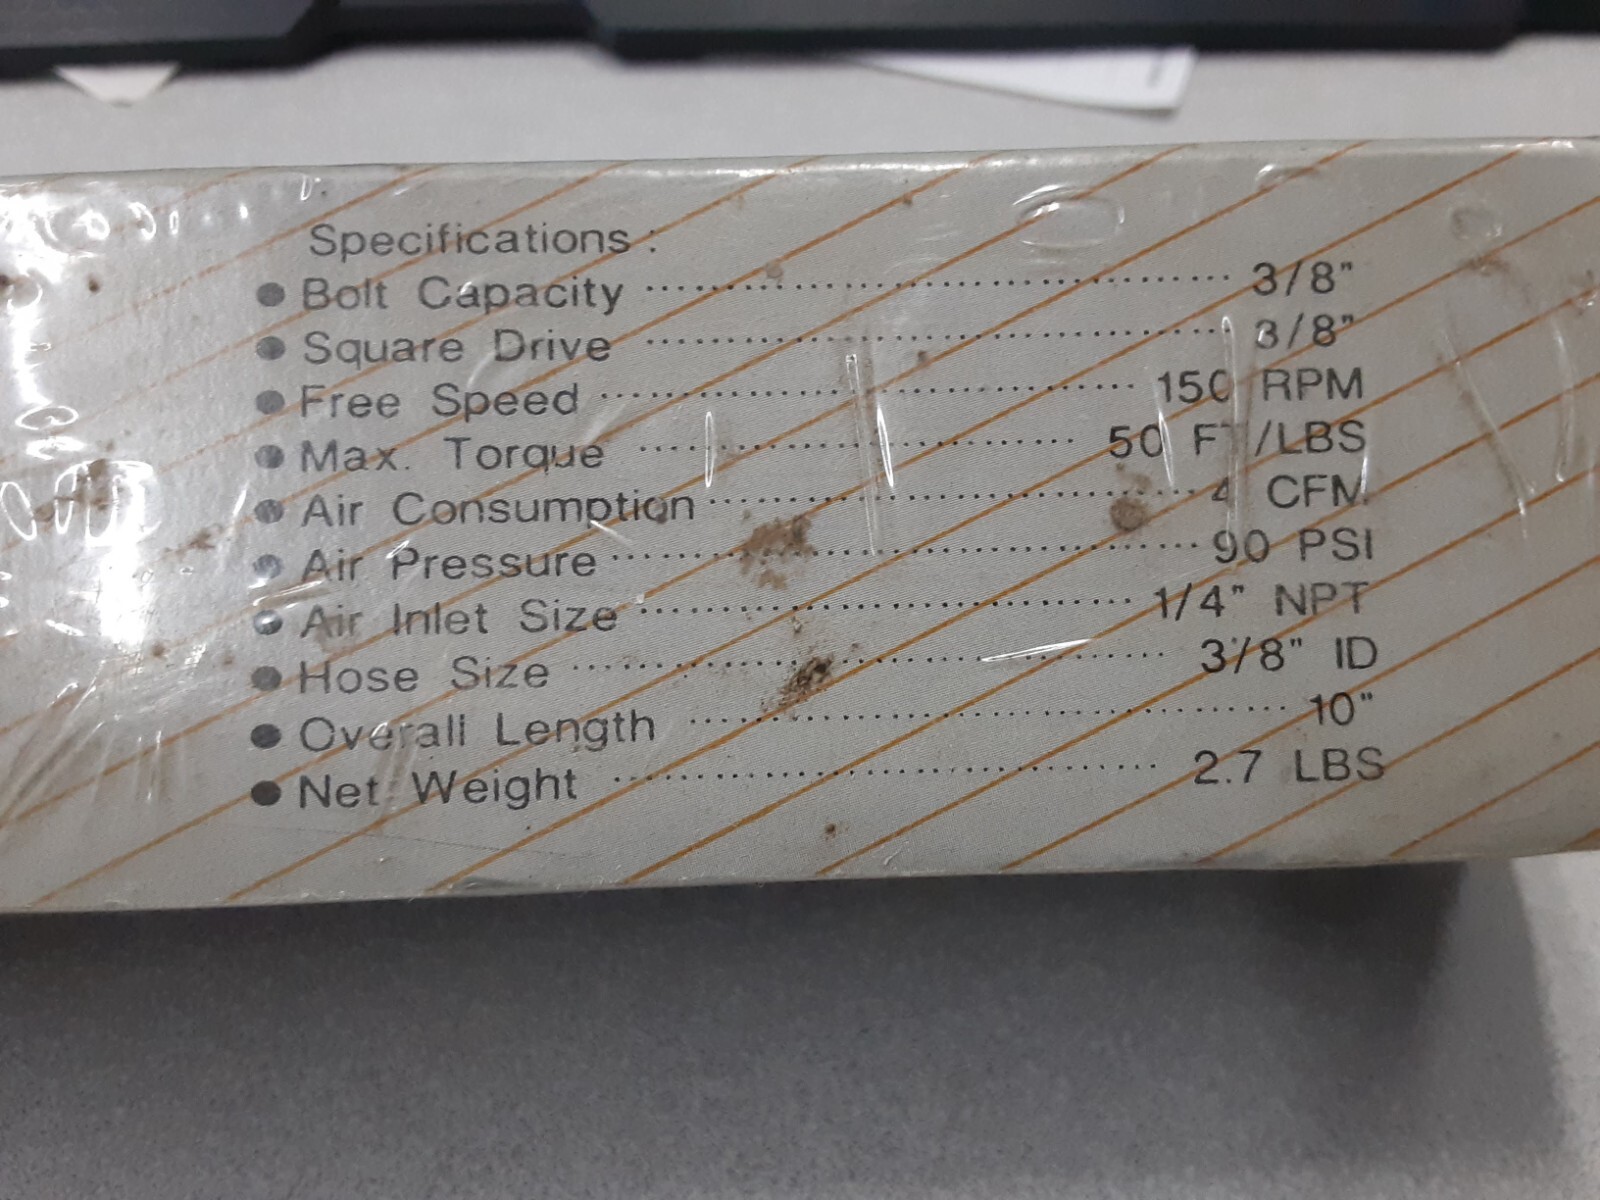 Specifications :
● Bolt Capacity ........................................ 3/8"
● Square Drive ........................................ 3/8"
● Free Speed ........................................ 150 RPM
● Max. Torque ................................ 50 FT/LBS
● Air Consumption ................................ 4 CFM
● Air Pressure ........................................ 90 PSI
● Air Inlet Size ................................ 1/4" NPT
● Hose Size ........................................ 3/8" ID
● Overall Length ........................................ 10"
● Net Weight ................................ 2.7 LBS